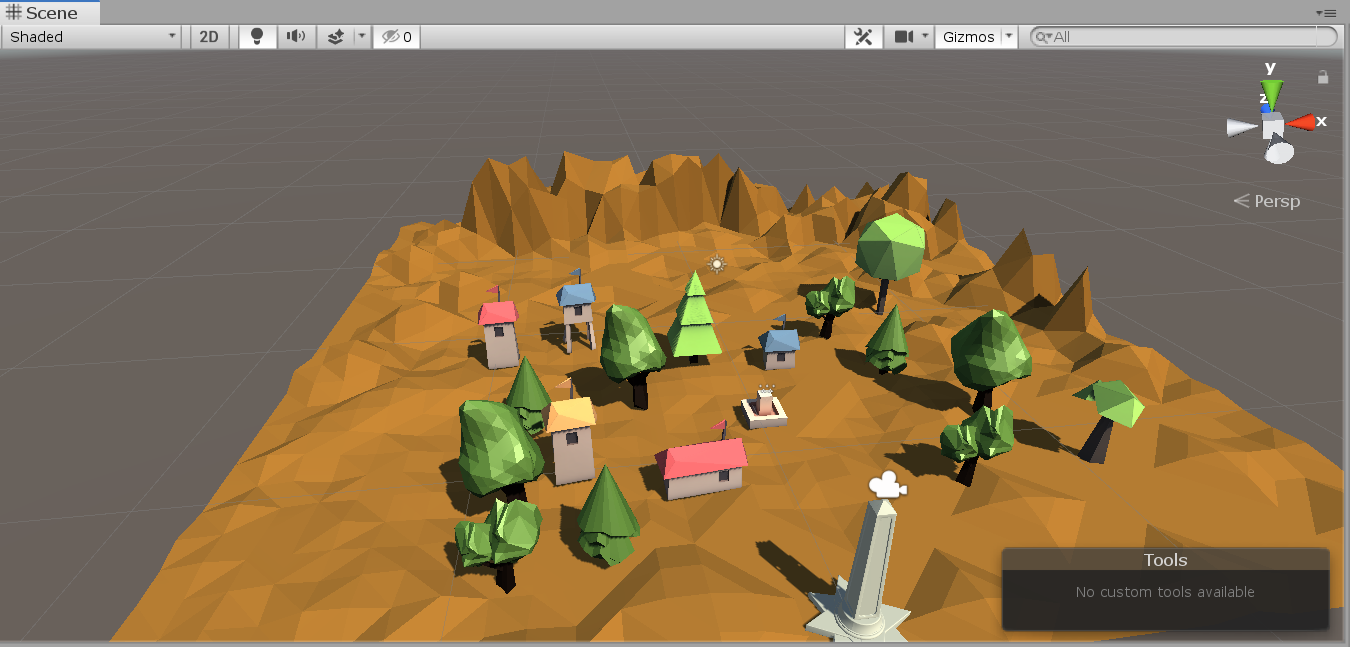 Scene
Shaded 2D 0 Gizmos All
y
z
x
Persp
Tools
No custom tools available